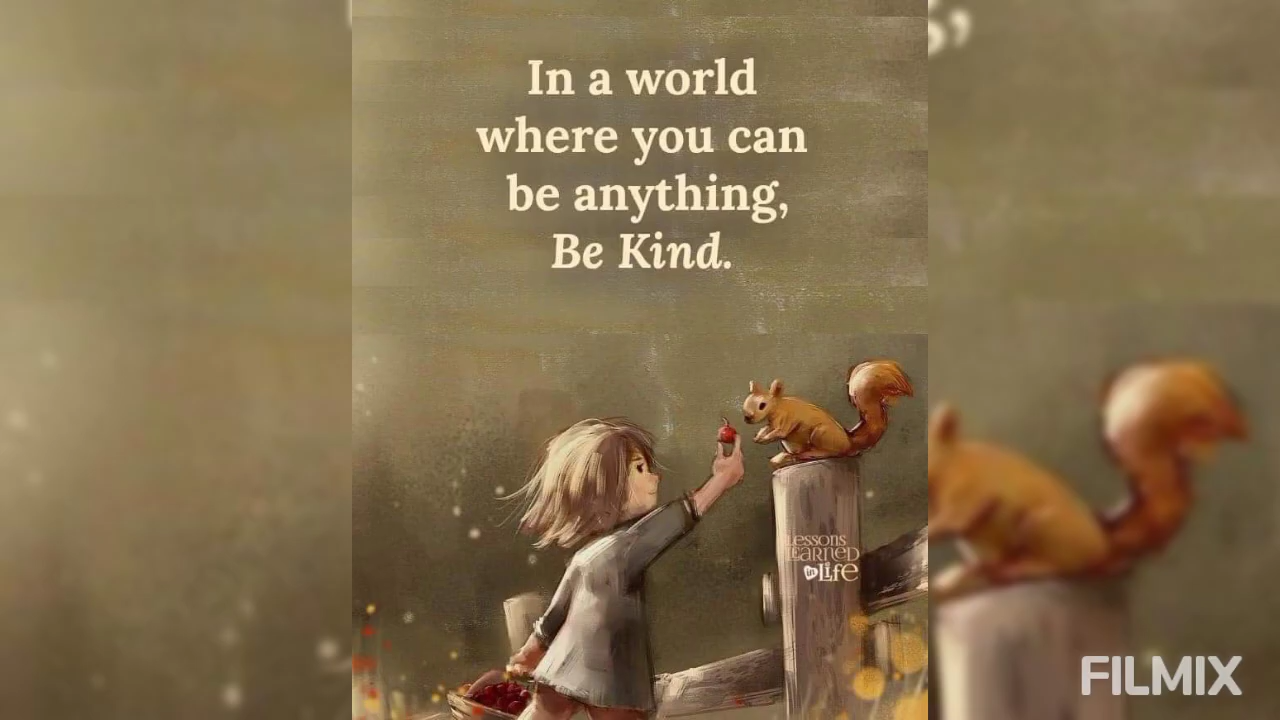 In a world
where you can
be anything,
Be Kind.
Lessons
Learned
in Life
FILMIX